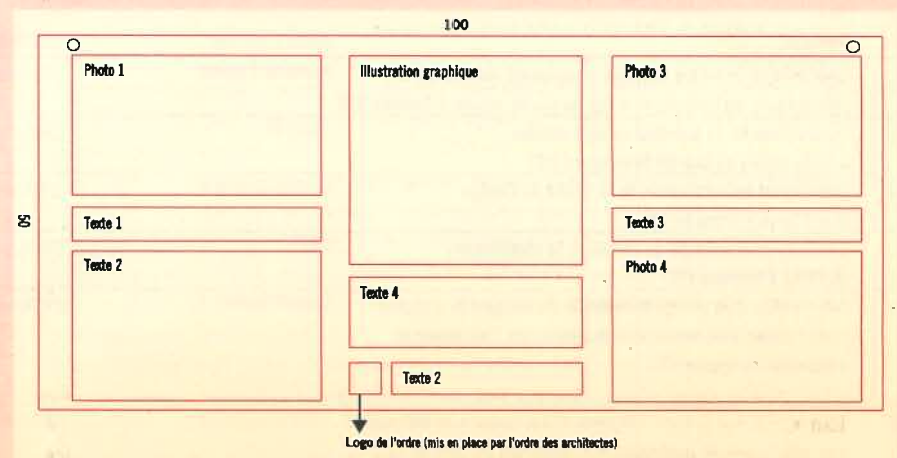 100
Photo 1
Illustration graphique
Photo 3
50
Texte 1
Texte 3
Texte 2
Photo 4
Texte 4
Texte 2
Logo de l'ordre (mis en place par l'ordre des architectes)